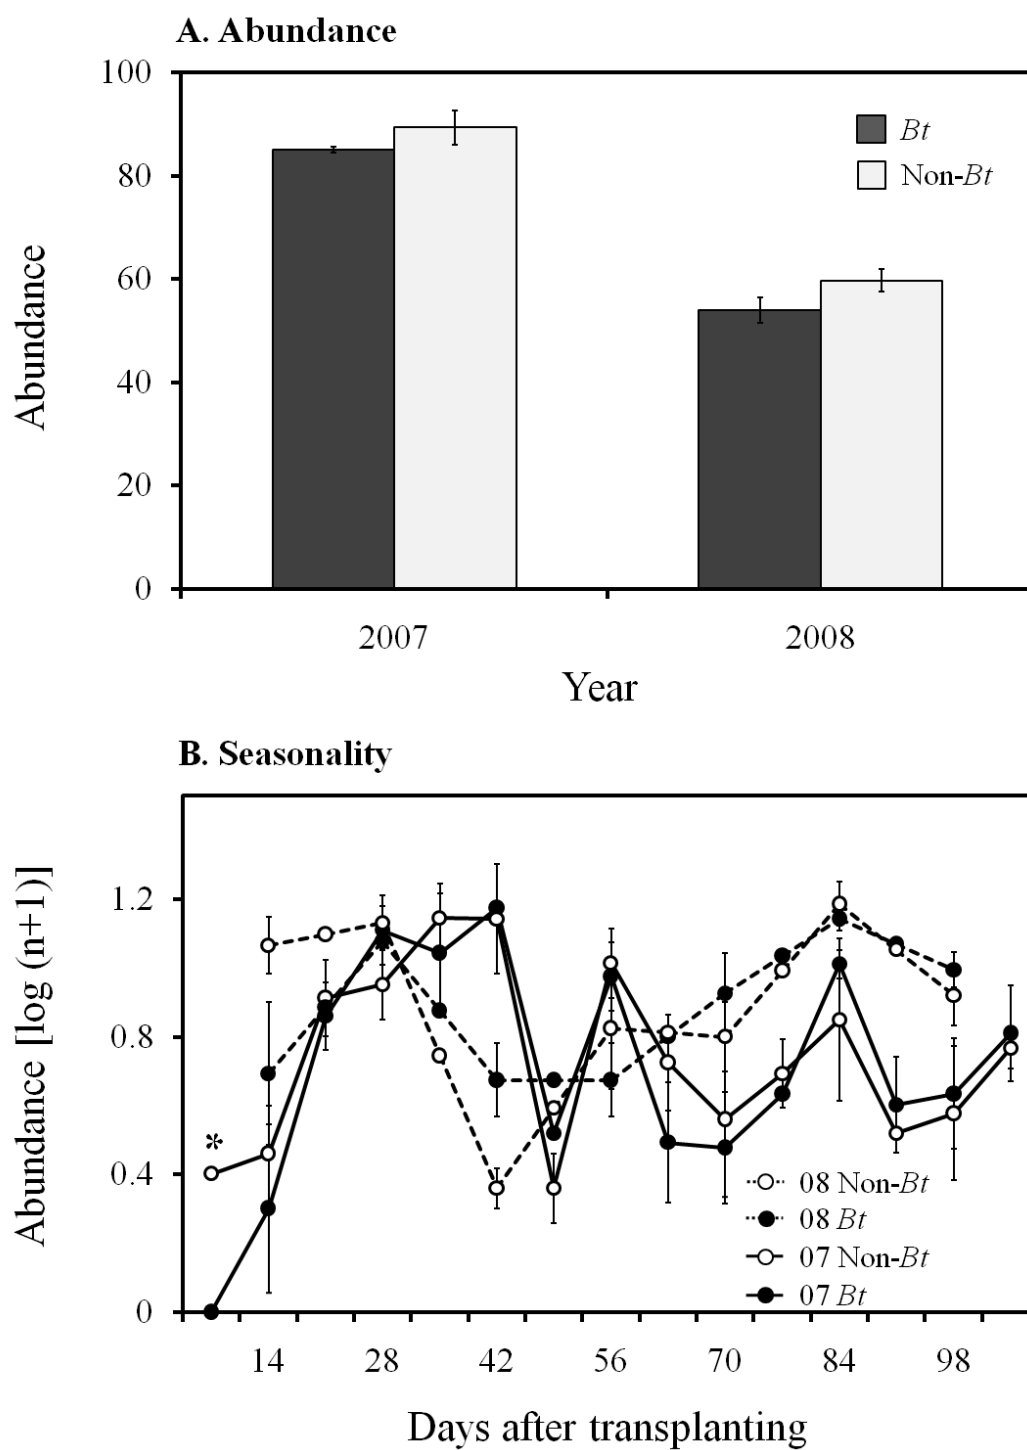 A. Abundance
100
80
60
40
20
0
Abundance
Bt
Non-Bt
2007
2008
Year
B. Seasonality
1.2
0.8
0.4
0
Abundance [log (n+1)]
*
08 Non-Bt
08 Bt
07 Non-Bt
07 Bt
14
28
42
56
70
84
98
Days after transplanting